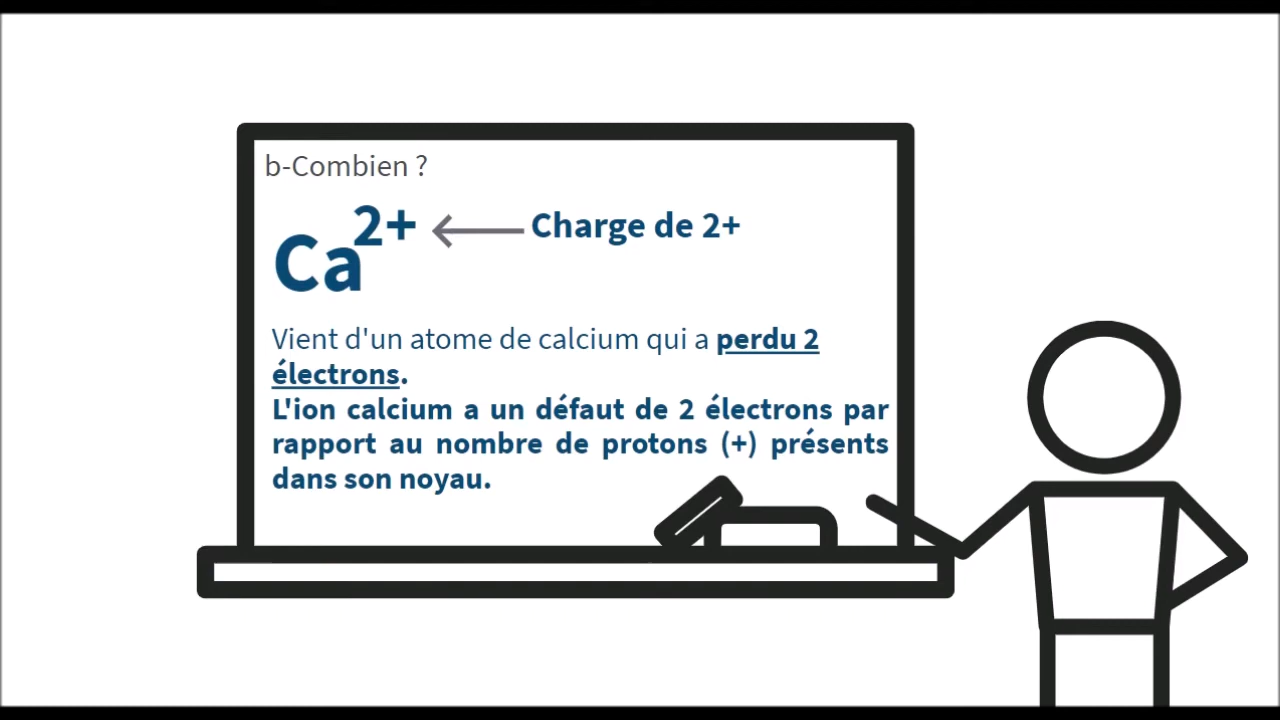 b-Combien ?
Ca2+ Charge de 2+
Vient d'un atome de calcium qui a perdu 2
électrons.
L'ion calcium a un défaut de 2 électrons par
rapport au nombre de protons (+) présents
dans son noyau.